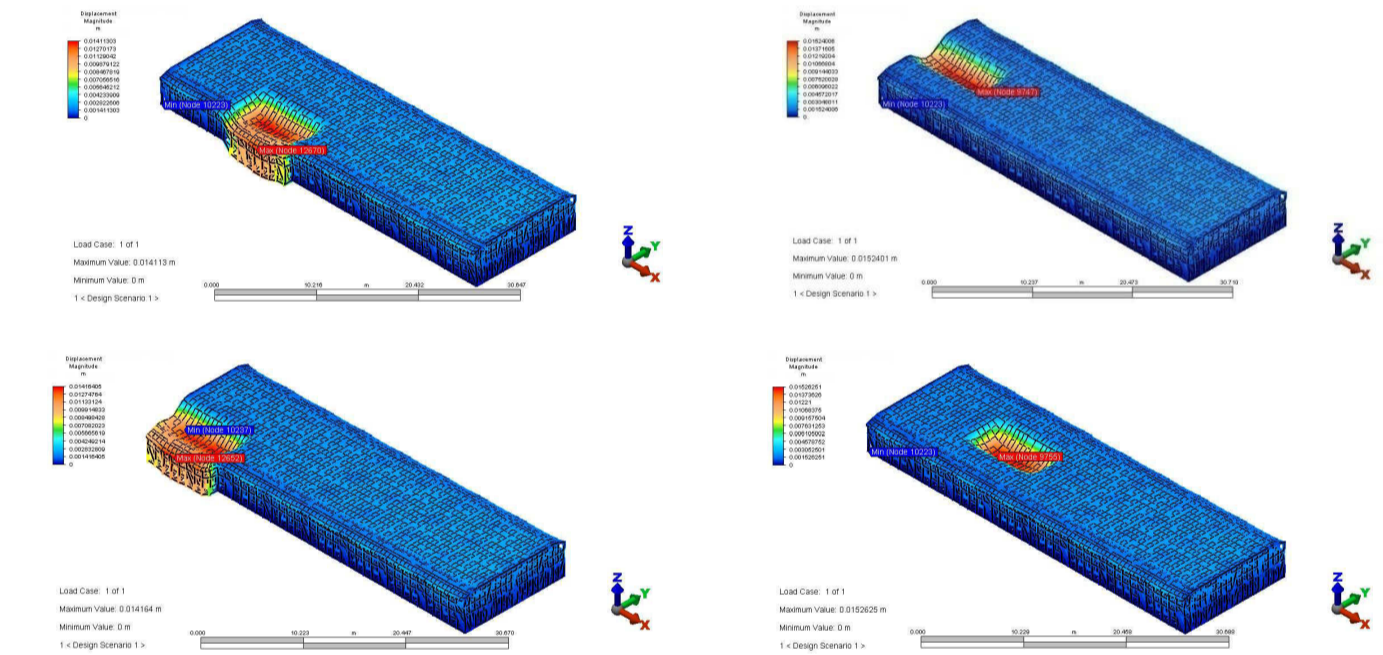 Displacement
Magnitude
m
0.01411303
0.01270173
0.01129042
0.009879122
0.008467819
0.007056516
0.005645212
0.004233909
0.002822606
0.001411303
0
Min (Node 10223)
Max (Node 12670)
Load Case: 1 of 1
Maximum Value: 0.014113 m
Minimum Value: 0 m
1 < Design Scenario 1 >
0.000 10.216 m 20.432 30.647
Z
Y
X
Displacement
Magnitude
m
0.01524006
0.01371605
0.01219204
0.01066804
0.009144033
0.007620028
0.006096022
0.004572017
0.003048011
0.001524006
0
Min (Node 10223)
Max (Node 9747)
Load Case: 1 of 1
Maximum Value: 0.0152401 m
Minimum Value: 0 m
1 < Design Scenario 1 >
0.000 10.237 m 20.473 30.710
Z
Y
X
Displacement
Magnitude
m
0.01416405
0.01274764
0.01133124
0.009914833
0.008498428
0.007082023
0.005665619
0.004249214
0.002832809
0.001416405
0
Min (Node 10237)
Max (Node 12652)
Load Case: 1 of 1
Maximum Value: 0.014164 m
Minimum Value: 0 m
1 < Design Scenario 1 >
0.000 10.223 m 20.447 30.670
Z
Y
X
Displacement
Magnitude
m
0.01526251
0.01373626
0.01221
0.01068375
0.009157504
0.007631253
0.006105002
0.004578752
0.003052501
0.001526251
0
Min (Node 10223)
Max (Node 9755)
Load Case: 1 of 1
Maximum Value: 0.0152625 m
Minimum Value: 0 m
1 < Design Scenario 1 >
0.000 10.229 m 20.459
Z
Y
X